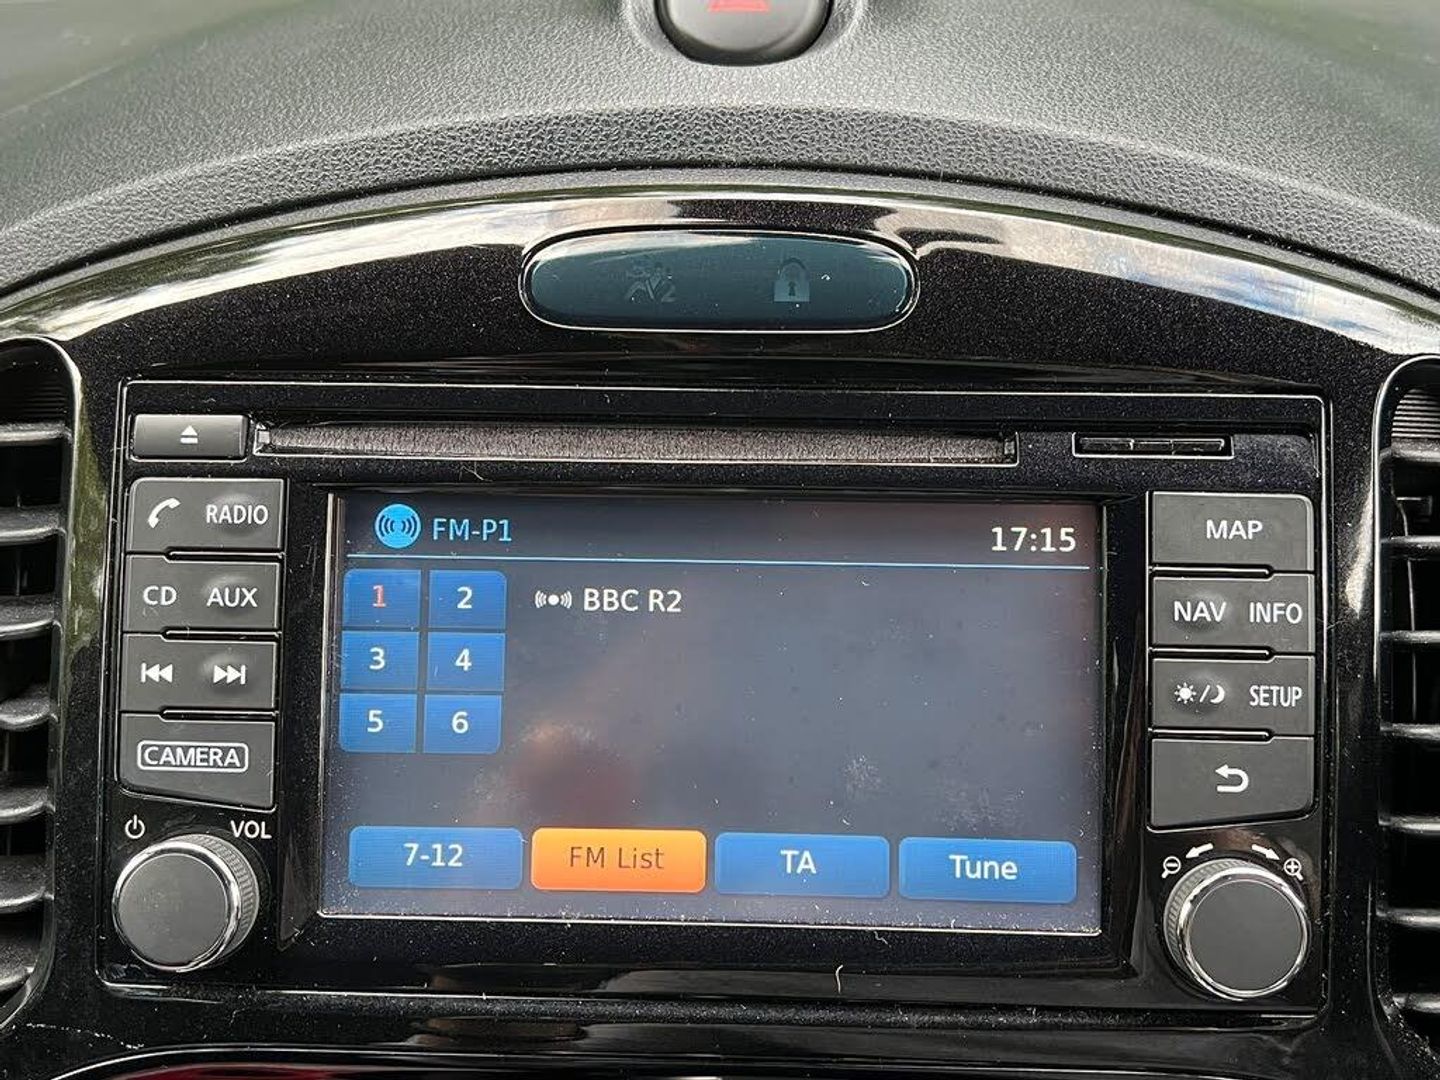 2
RADIO
CD AUX
CAMERA
VOL
FM-P1
17:15
1 2
BBC R2
3 4
5 6
7-12 FM List TA Tune
MAP
NAV INFO
SETUP